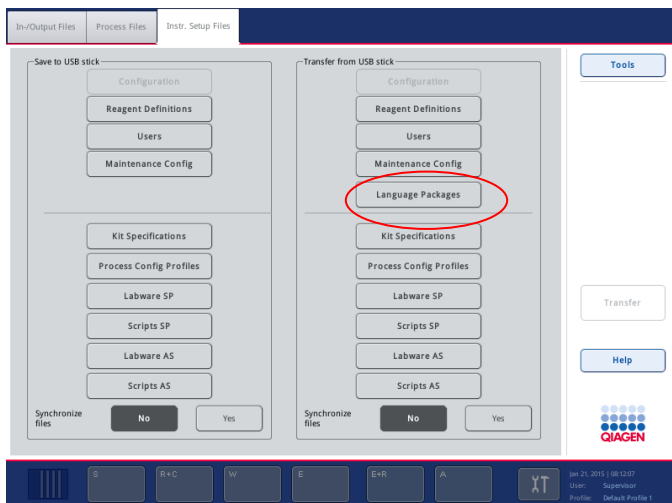 In-/Output Files
Process Files
Instr. Setup Files
Save to USB stick
Configuration
Reagent Definitions
Users
Maintenance Config
Kit Specifications
Process Config Profiles
Labware SP
Scripts SP
Labware AS
Scripts AS
Synchronize
files
No
Yes
Transfer from USB stick
Configuration
Reagent Definitions
Users
Maintenance Config
Language Packages
Kit Specifications
Process Config Profiles
Labware SP
Scripts SP
Labware AS
Scripts AS
Synchronize
files
No
Yes
Tools
Transfer
Help
QIAGEN
S
R+C
W
E
E+R
A
Jan 21, 2015 | 08:12:07
User: Supervisor
Profile: Default Profile 1